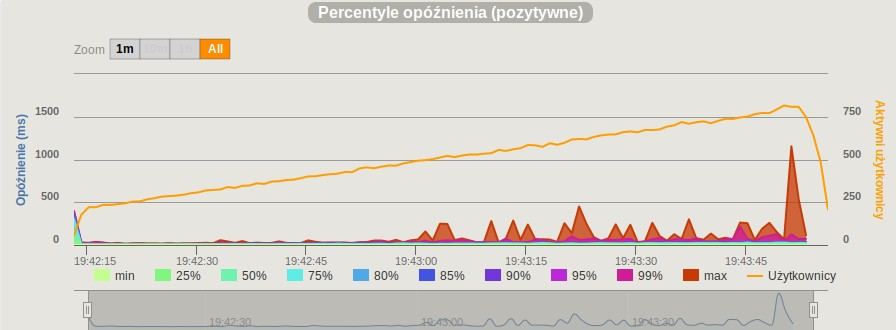 Percentyle opóźnienia (pozytywne)
Zoom 1m 10m 1h All
1500 750
1000 500
500 250
0 0
Opóźnienie (ms)
Aktywni użytkownicy
19:42:15 19:42:30 19:42:45 19:43:00 19:43:15 19:43:30 19:43:45
min 25% 50% 75% 80% 85% 90% 95% 99% max Użytkownicy
19:42:30 19:43:00 19:43:30